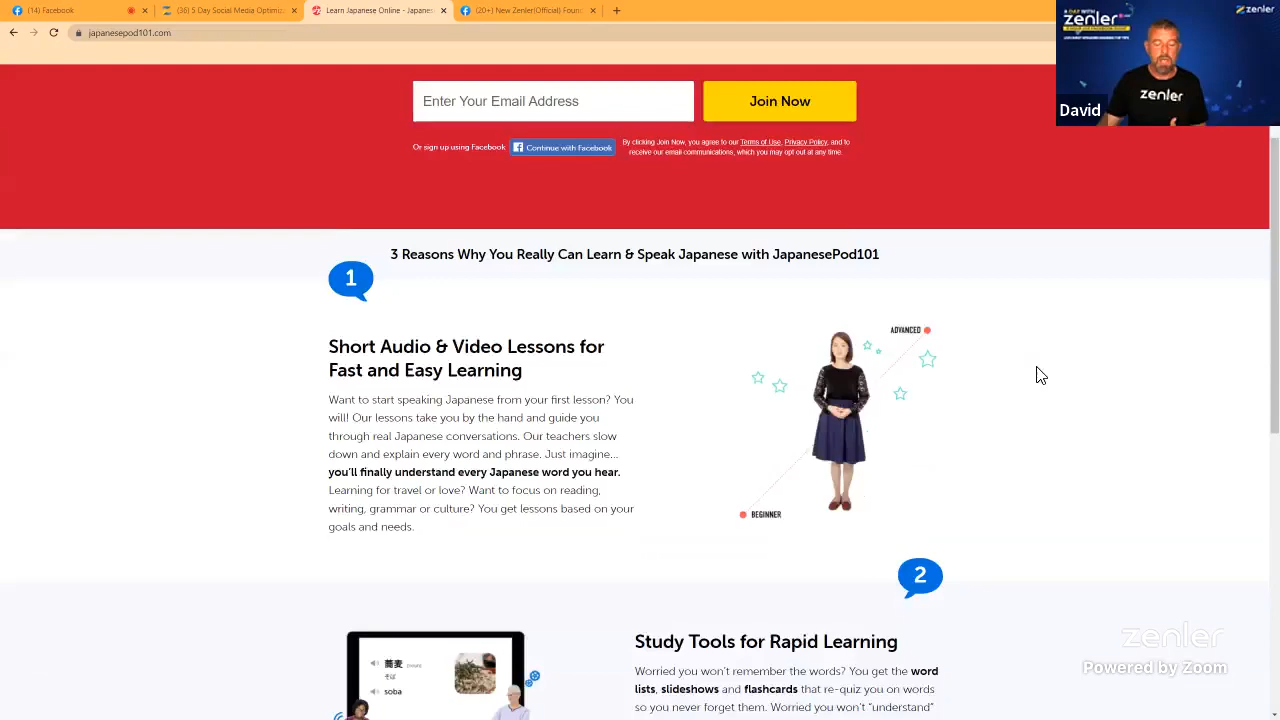 (14) Facebook
(36) 5 Day Social Media Optimiz
Learn Japanese Online - Japanes
(20+) New Zenler(Official) Foun
japanesepod101.com
A DAY WITH
zenler
zenler
zenler
David
Enter Your Email Address
Join Now
Or sign up using Facebook
Continue with Facebook
By clicking Join Now, you agree to our Terms of Use, Privacy Policy, and to
receive our email communications, which you may opt out at any time.
3 Reasons Why You Really Can Learn & Speak Japanese with JapanesePod101
1
Short Audio & Video Lessons for
Fast and Easy Learning
Want to start speaking Japanese from your first lesson? You
will! Our lessons take you by the hand and guide you
through real Japanese conversations. Our teachers slow
down and explain every word and phrase. Just imagine...
you'll finally understand every Japanese word you hear.
Learning for travel or love? Want to focus on reading,
writing, grammar or culture? You get lessons based on your
goals and needs.
ADVANCED
BEGINNER
2
蕎麦 (noun)
そば
soba
Study Tools for Rapid Learning
Worried you won't remember the words? You get the word
lists, slideshows and flashcards that re-quiz you on words
so you never forget them. Worried you won't "understand"
zenler
Powered by Zoom